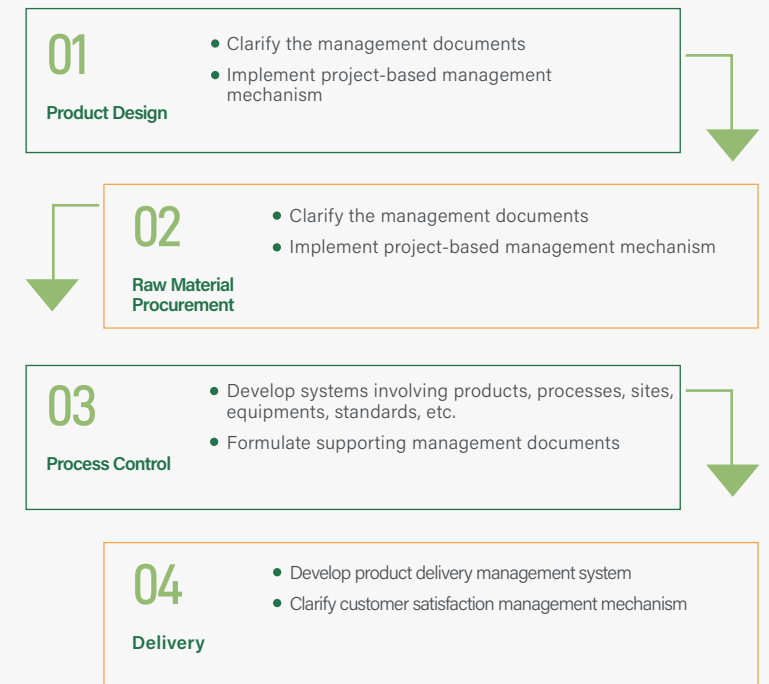 01
Product Design
• Clarify the management documents
• Implement project-based management
mechanism
02
Raw Material
Procurement
• Clarify the management documents
• Implement project-based management mechanism
03
Process Control
• Develop systems involving products, processes, sites,
equipments, standards, etc.
• Formulate supporting management documents
04
Delivery
• Develop product delivery management system
• Clarify customer satisfaction management mechanism